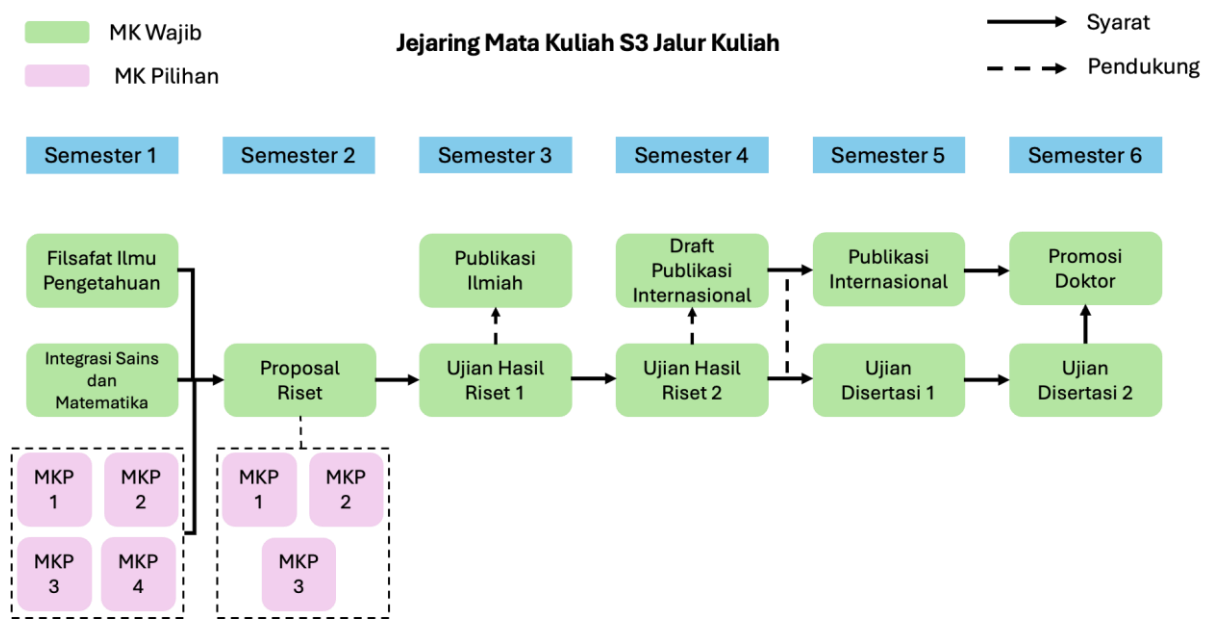 MK Wajib
MK Pilihan
Jejaring Mata Kuliah S3 Jalur Kuliah
Syarat
Pendukung
Semester 1
Semester 2
Semester 3
Semester 4
Semester 5
Semester 6
Filsafat Ilmu
Pengetahuan
Publikasi
Ilmiah
Draft
Publikasi
Internasional
Publikasi
Internasional
Promosi
Doktor
Integrasi Sains
dan
Matematika
Proposal
Riset
Ujian Hasil
Riset 1
Ujian Hasil
Riset 2
Ujian
Disertasi 1
Ujian
Disertasi 2
MKP
1
MKP
2
MKP
3
MKP
4
MKP
1
MKP
2
MKP
3